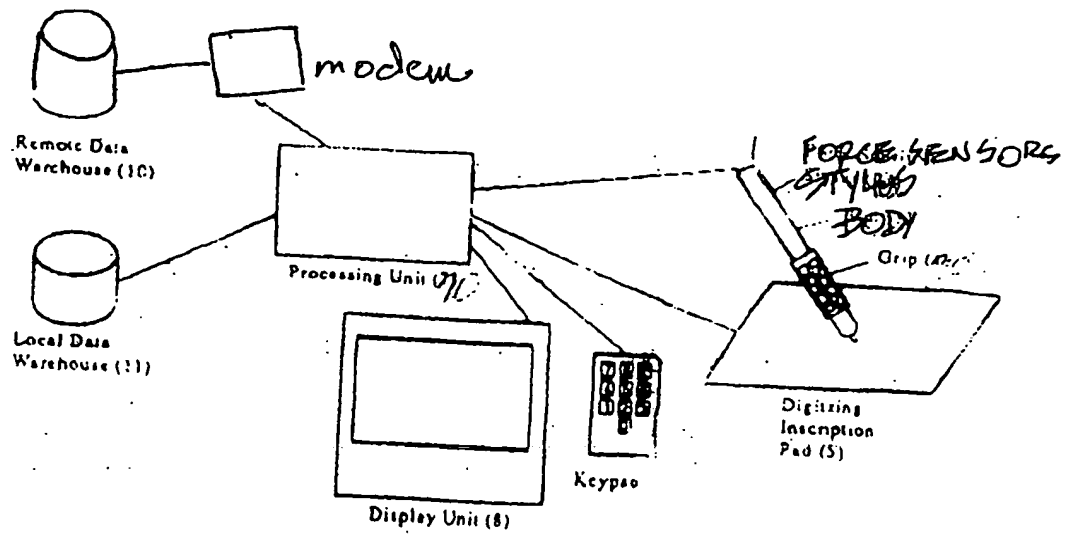 modem
Remote Data
Warehouse (10)
FORCE SENSORS
BODY
Grip
Processing Unit
Local Data
Warehouse (11)
Digitizing
Inscription
Pad (5)
Keypad
Display Unit (8)